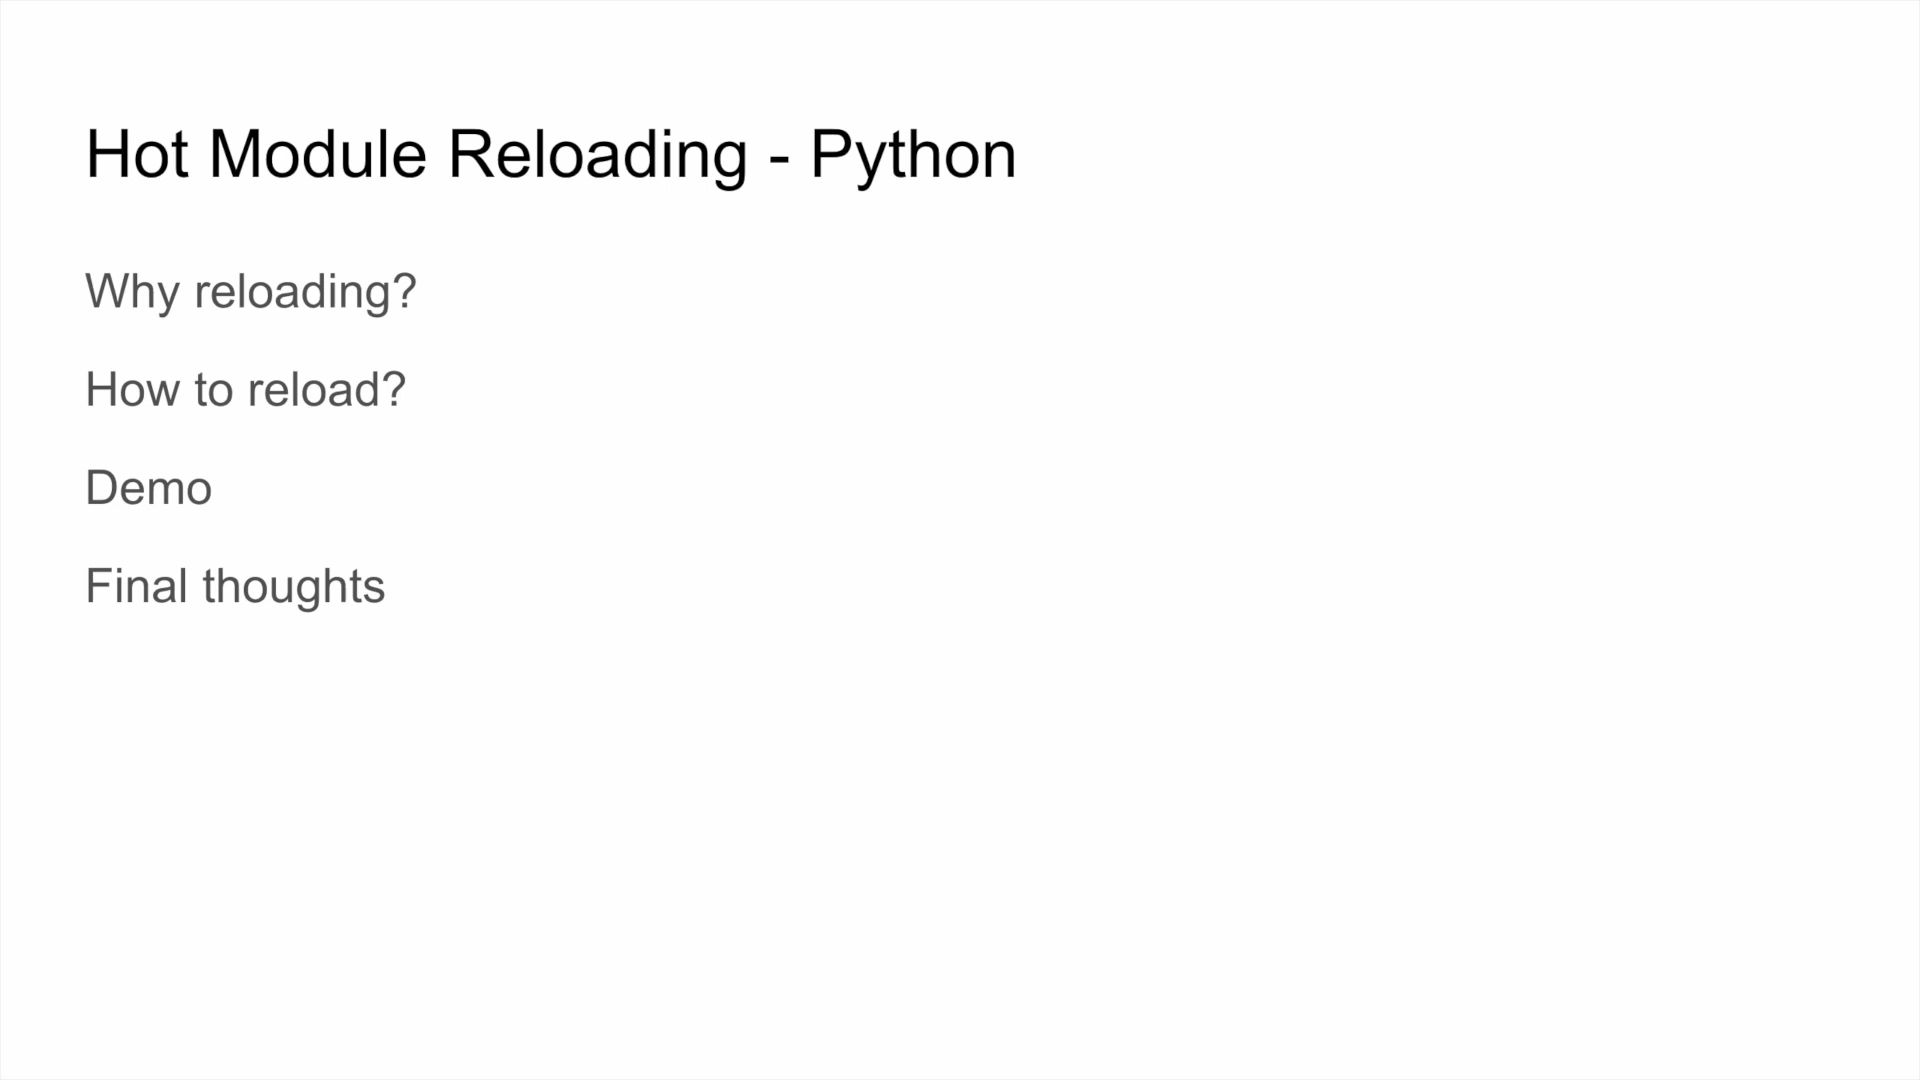 Hot Module Reloading - Python
Why reloading?
How to reload?
Demo
Final thoughts